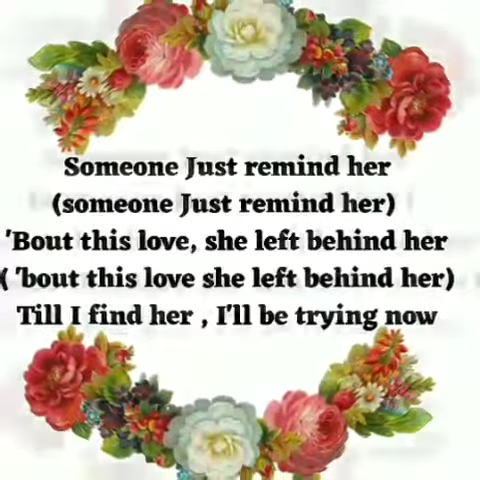 Someone Just remind her
(someone Just remind her)
'Bout this love, she left behind her
( 'bout this love she left behind her)
Till I find her , I'll be trying now